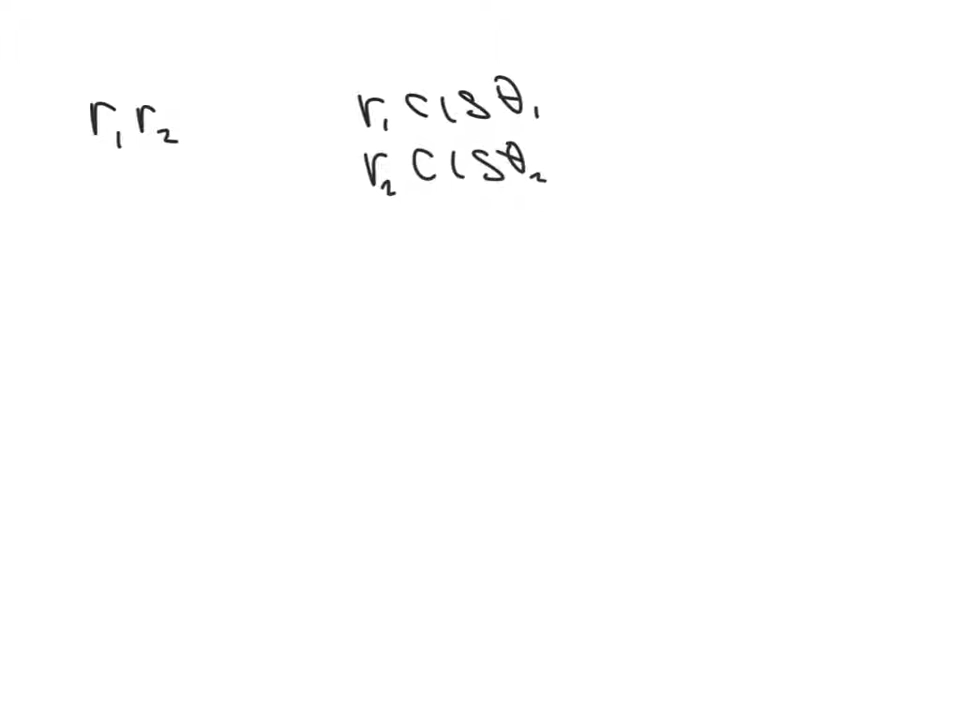 r₁r₂
r₁ cis θ₁
r₂ cis θ₂